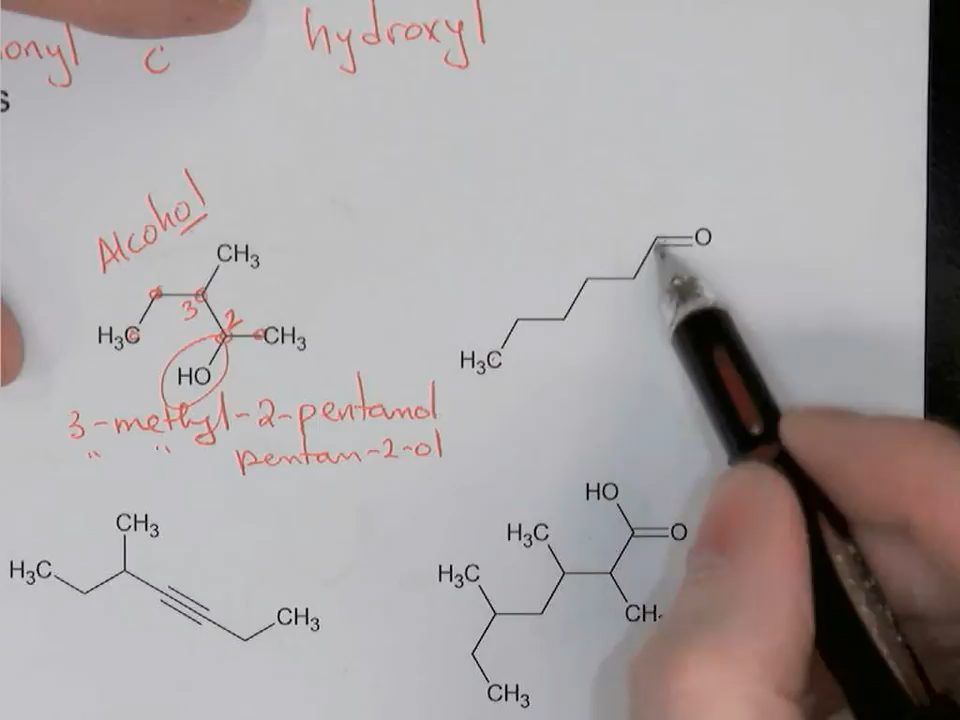 onyl C hydroxyl
s
Alcohol
CH3
3
2
H3C CH3
HO
3-methyl-2-pentanol
" " pentan-2-ol
O
H3C
CH3
H3C
CH3
HO
H3C
O
H3C
CH
CH3